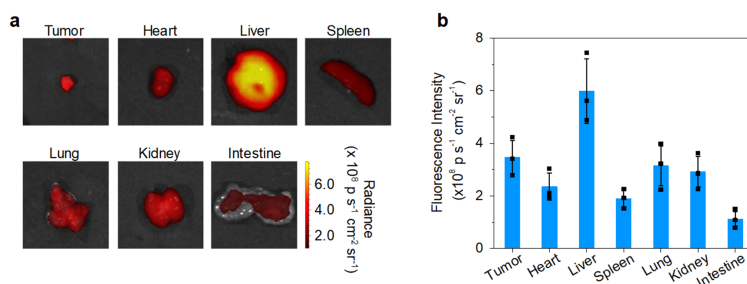 a
Tumor
Heart
Liver
Spleen
Lung
Kidney
Intestine
Radiance
(x 10⁸ p s⁻¹ cm⁻² sr⁻¹)
6.0
4.0
2.0
b
Fluorescence Intensity
(x10⁸ p s⁻¹ cm⁻² sr⁻¹)
8
6
4
2
0
Tumor
Heart
Liver
Spleen
Lung
Kidney
Intestine